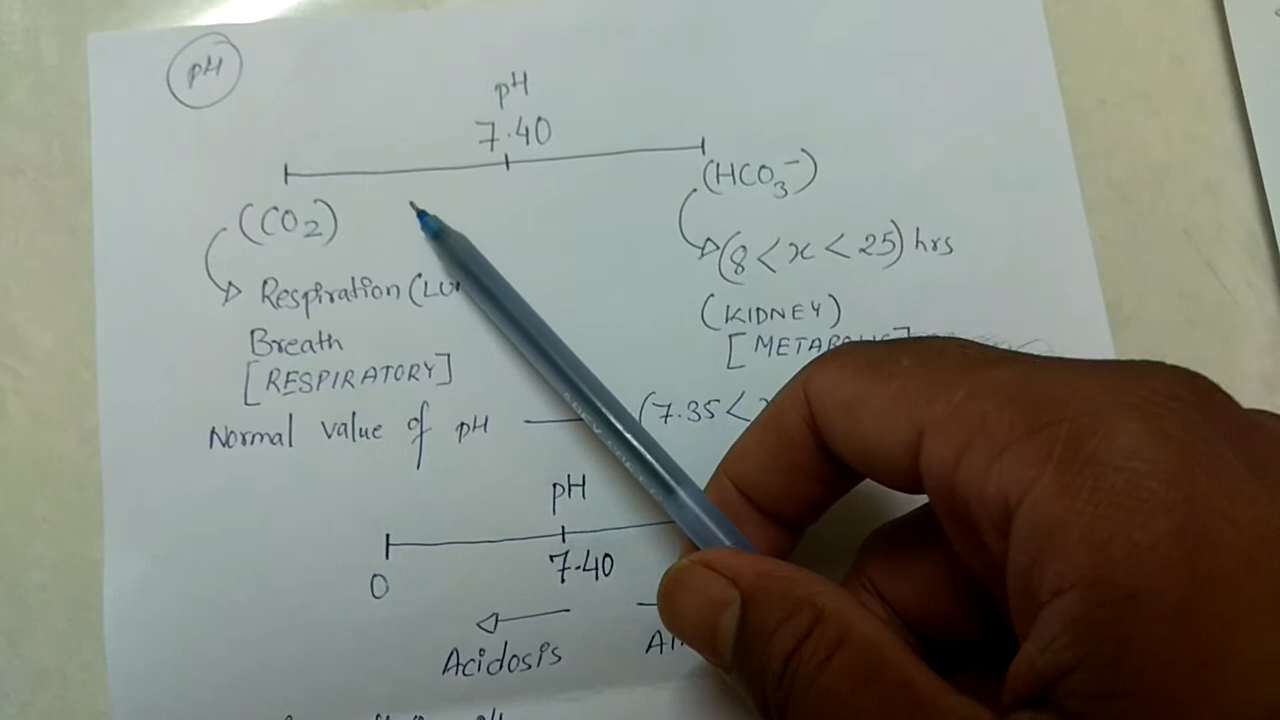 pH
pH
7.40
(CO₂)
(HCO₃⁻)
(8 < x < 25) hrs
Respiration
(KIDNEY)
Breath
[RESPIRATORY]
Normal value of pH — (7.35 <
pH
0
7.40
Acidosis